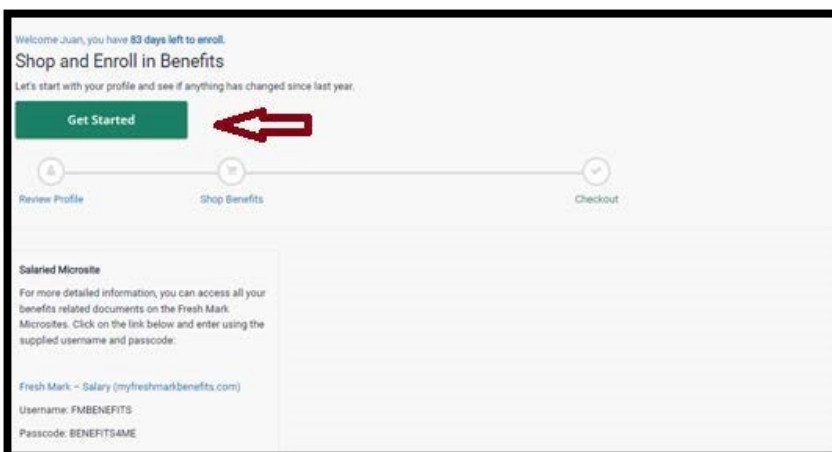 Welcome Juan, you have 83 days left to enroll.
Shop and Enroll in Benefits
Let's start with your profile and see if anything has changed since last year.
Get Started
Review Profile
Shop Benefits
Checkout
Salaried Microsite
For more detailed information, you can access all your
benefits related documents on the Fresh Mark
Microsites. Click on the link below and enter using the
supplied username and passcode:
Fresh Mark – Salary (myfreshmarkbenefits.com)
Username: FMBENEFITS
Passcode: BENEFITS4ME